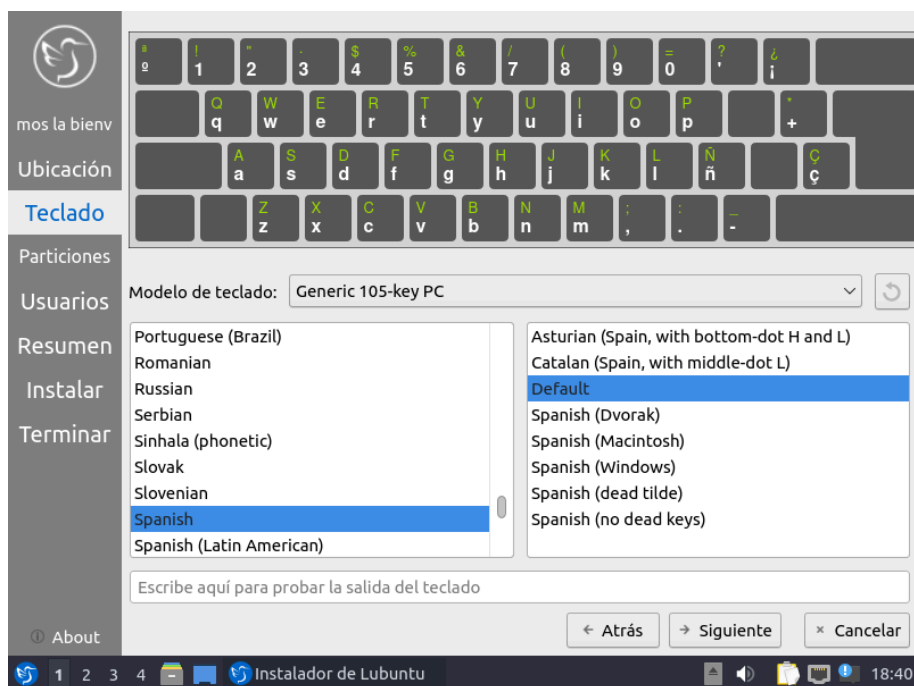 ª ! " · $ % & / ( ) = ? ¿
º 1 2 3 4 5 6 7 8 9 0 ' ¡
Q W E R T Y U I O P *
q w e r t y u i o p +
A S D F G H J K L Ñ Ç
a s d f g h j k l ñ ç
Z X C V B N M ; : _
z x c v b n m , . -
mos la bienv
Ubicación
Teclado
Particiones
Usuarios
Resumen
Instalar
Terminar
About
Modelo de teclado: Generic 105-key PC
Portuguese (Brazil)
Romanian
Russian
Serbian
Sinhala (phonetic)
Slovak
Slovenian
Spanish
Spanish (Latin American)
Asturian (Spain, with bottom-dot H and L)
Catalan (Spain, with middle-dot L)
Default
Spanish (Dvorak)
Spanish (Macintosh)
Spanish (Windows)
Spanish (dead tilde)
Spanish (no dead keys)
Escribe aquí para probar la salida del teclado
Atrás Siguiente Cancelar
1 2 3 4 Instalador de Lubuntu 18:40